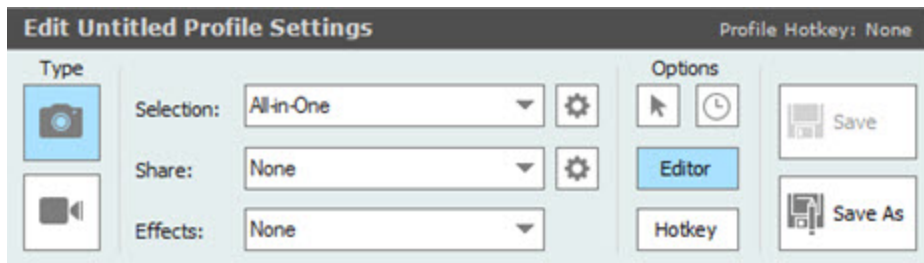 Edit Untitled Profile Settings
Profile Hotkey: None
Type
Options
Selection:
All-in-One
Save
Share:
None
Editor
Effects:
None
Hotkey
Save As